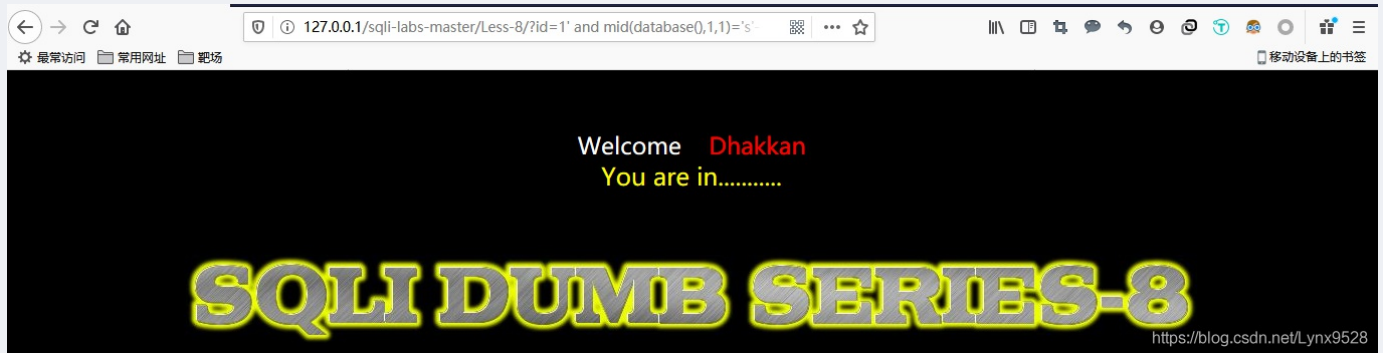 127.0.0.1/sqli-labs-master/Less-8/?id=1' and mid(database(),1,1)='s'-
最常访问 常用网址 靶场 移动设备上的书签
Welcome Dhakkan
You are in...........
SQLI DUMB SERIES-8
https://blog.csdn.net/Lynx9528